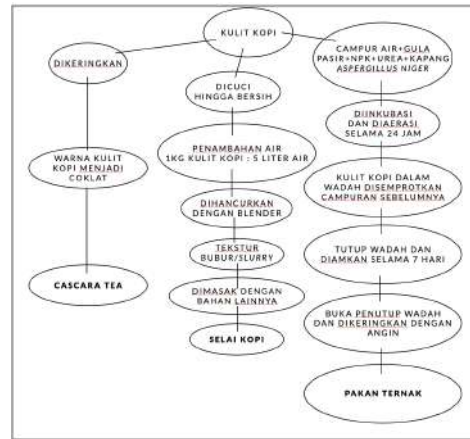 KULIT KOPI
DIKERINGKAN
WARNA KULIT
KOPI MENJADI
COKLAT
CASCARA TEA
DICUCI
HINGGA BERSIH
PENAMBAHAN AIR
1KG KULIT KOPI : 5 LITER AIR
DIHANCURKAN
DENGAN BLENDER
TEKSTUR
BUBUR/SLURRY
DIMASAK DENGAN
BAHAN LAINNYA
SELAI KOPI
CAMPUR AIR+GULA
PASIR+NPK+UREA+KAPANG
ASPERGILLUS NIGER
DIINKUBASI
DAN DIAERASI
SELAMA 24 JAM
KULIT KOPI DALAM
WADAH DISEMPROTKAN
CAMPURAN SEBELUMNYA
TUTUP WADAH DAN
DIAMKAN SELAMA 7 HARI
BUKA PENUTUP WADAH
DAN DIKERINGKAN DENGAN
ANGIN
PAKAN TERNAK